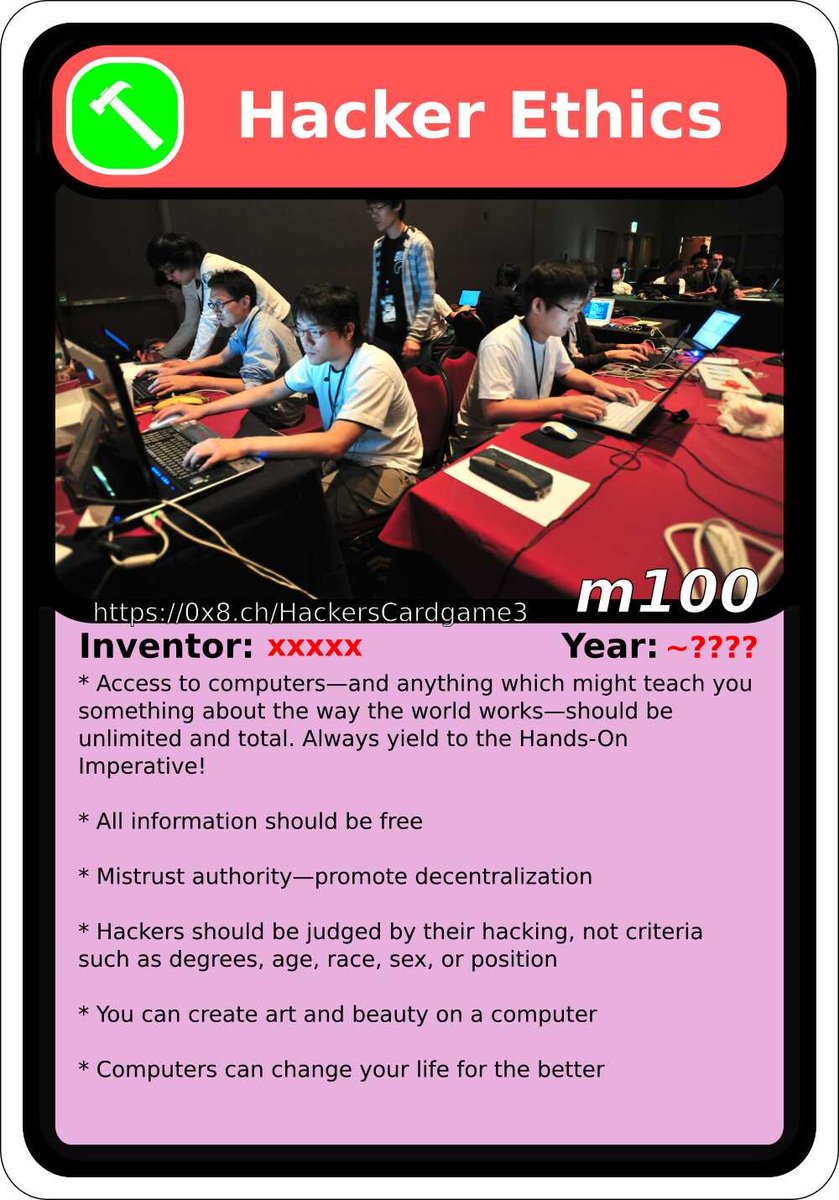 Hacker Ethics
https://0x8.ch/HackersCardgame3
m100
Inventor: xxxxx Year: ~????
* Access to computers—and anything which might teach you
something about the way the world works—should be
unlimited and total. Always yield to the Hands-On
Imperative!
* All information should be free
* Mistrust authority—promote decentralization
* Hackers should be judged by their hacking, not criteria
such as degrees, age, race, sex, or position
* You can create art and beauty on a computer
* Computers can change your life for the better